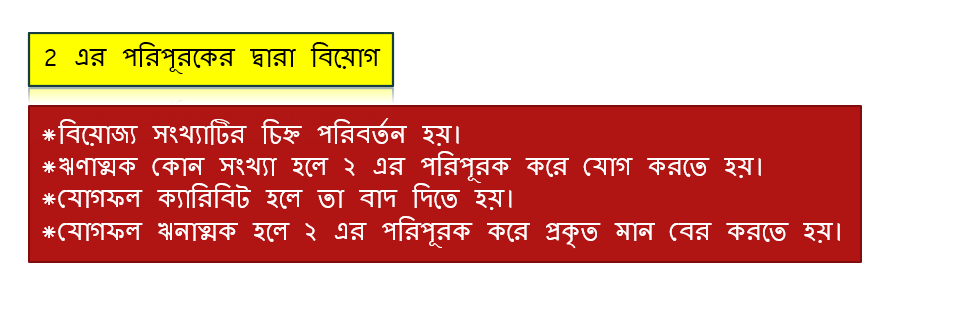 2 এর পরিপূরকের দ্বারা বিয়োগ
*বিয়োজ্য সংখ্যাটির চিহ্ন পরিবর্তন হয়।
*ঋণাত্মক কোন সংখ্যা হলে ২ এর পরিপূরক করে যোগ করতে হয়।
*যোগফল ক্যারিবিট হলে তা বাদ দিতে হয়।
*যোগফল ঋনাত্মক হলে ২ এর পরিপূরক করে প্রকৃত মান বের করতে হয়।